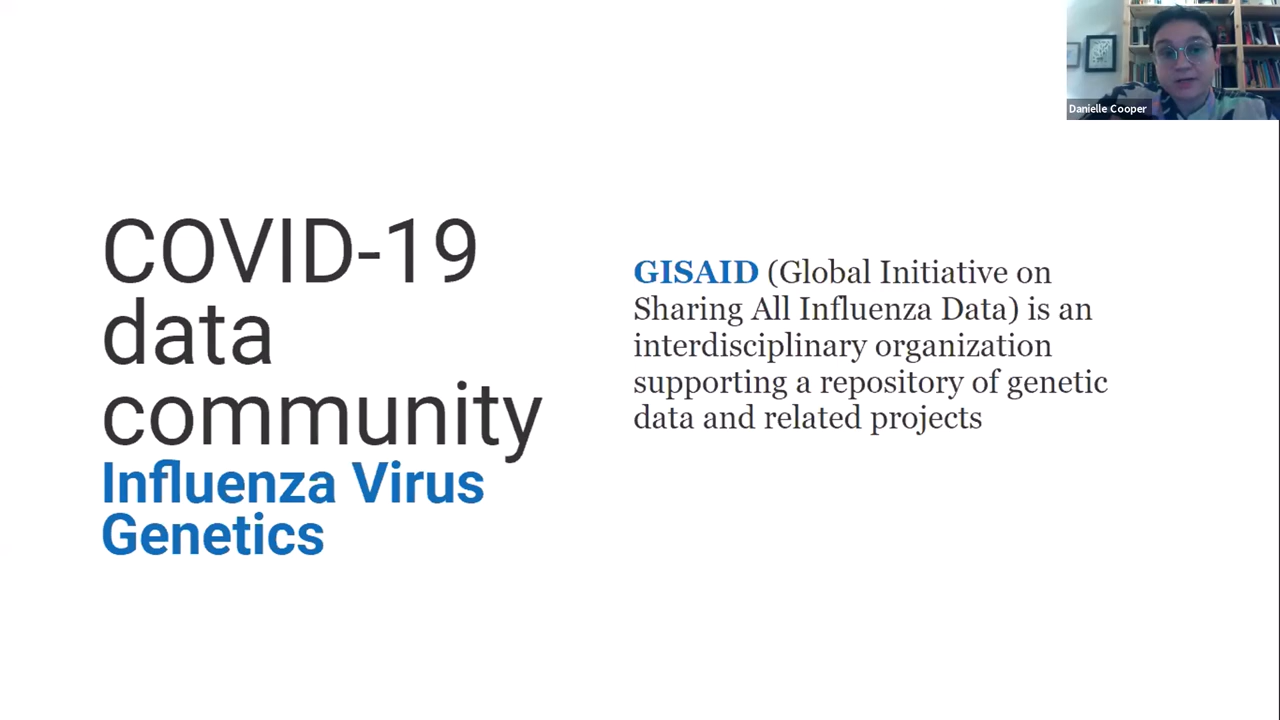 Danielle Cooper
COVID-19
data
community
Influenza Virus
Genetics
GISAID (Global Initiative on
Sharing All Influenza Data) is an
interdisciplinary organization
supporting a repository of genetic
data and related projects